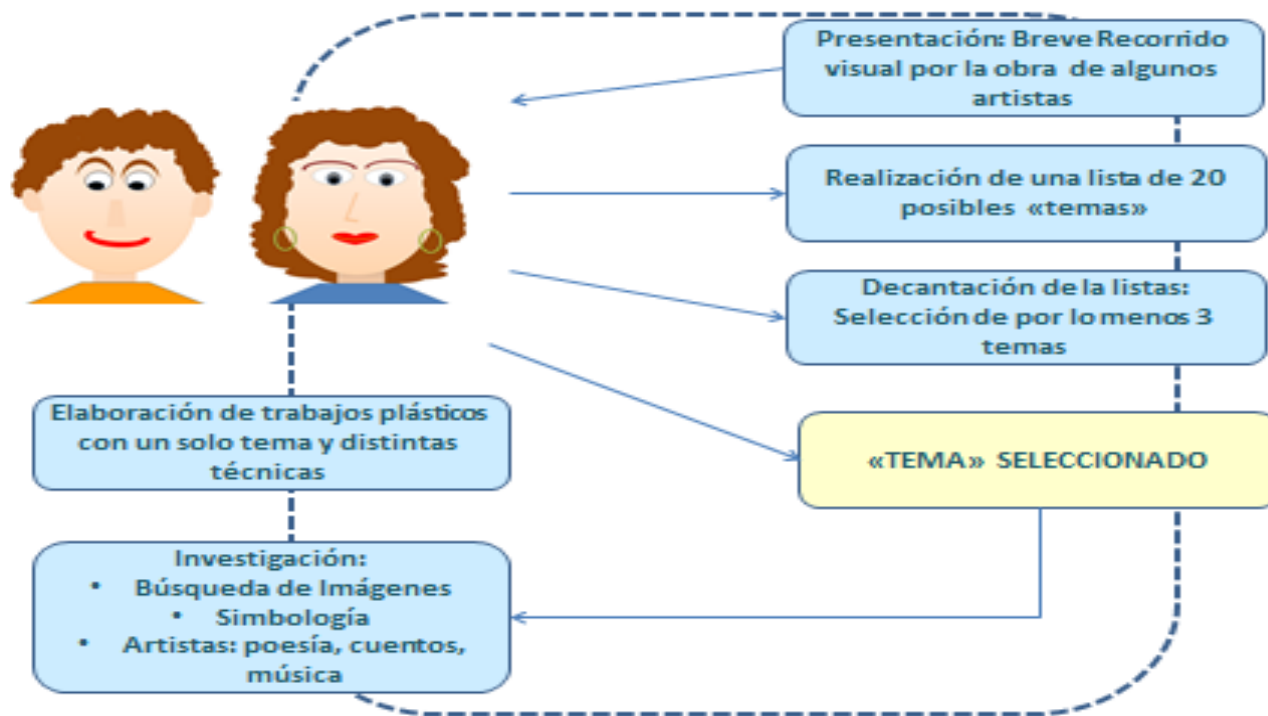 Presentación: Breve Recorrido
visual por la obra de algunos
artistas
Realización de una lista de 20
posibles «temas»
Decantación de la listas:
Selección de por lo menos 3
temas
«TEMA» SELECCIONADO
Elaboración de trabajos plásticos
con un solo tema y distintas
técnicas
Investigación:
• Búsqueda de Imágenes
• Simbología
• Artistas: poesía, cuentos,
música